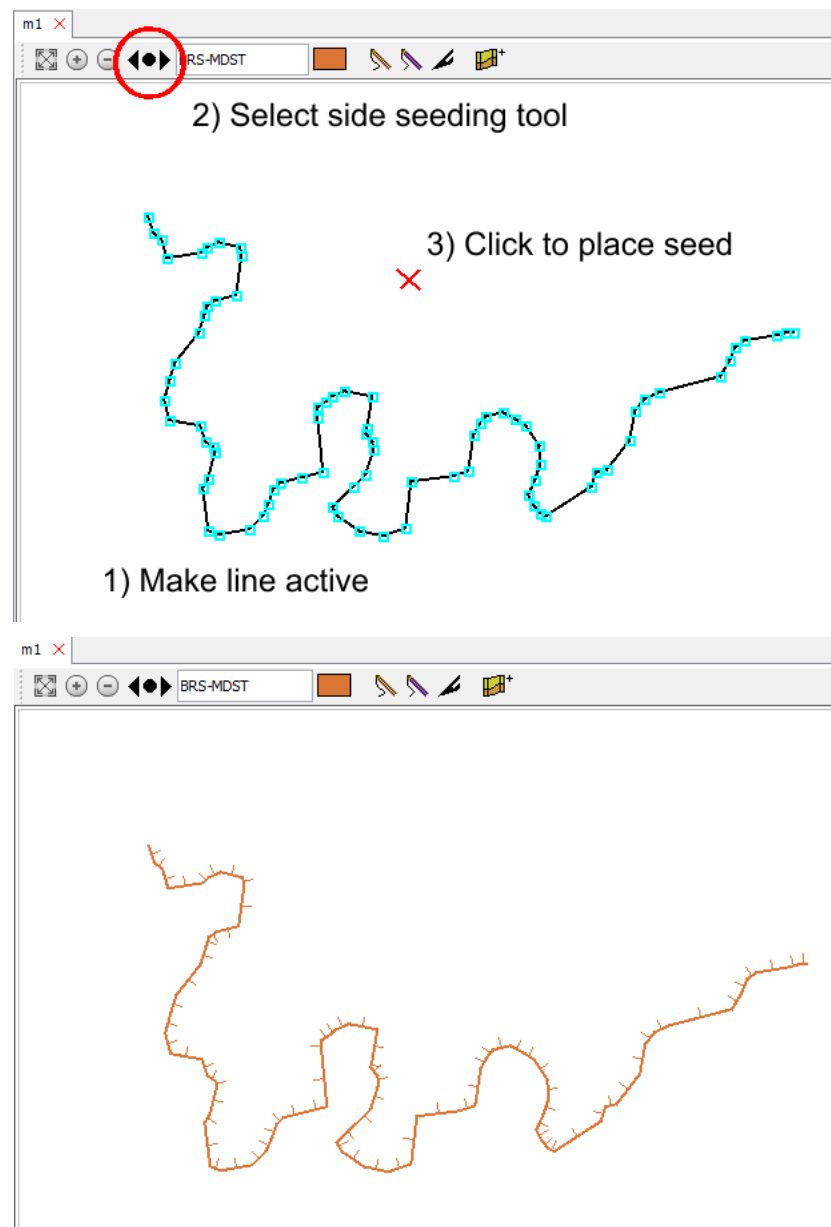 m1
RS-MDST
2) Select side seeding tool
3) Click to place seed
1) Make line active
m1
BRS-MDST